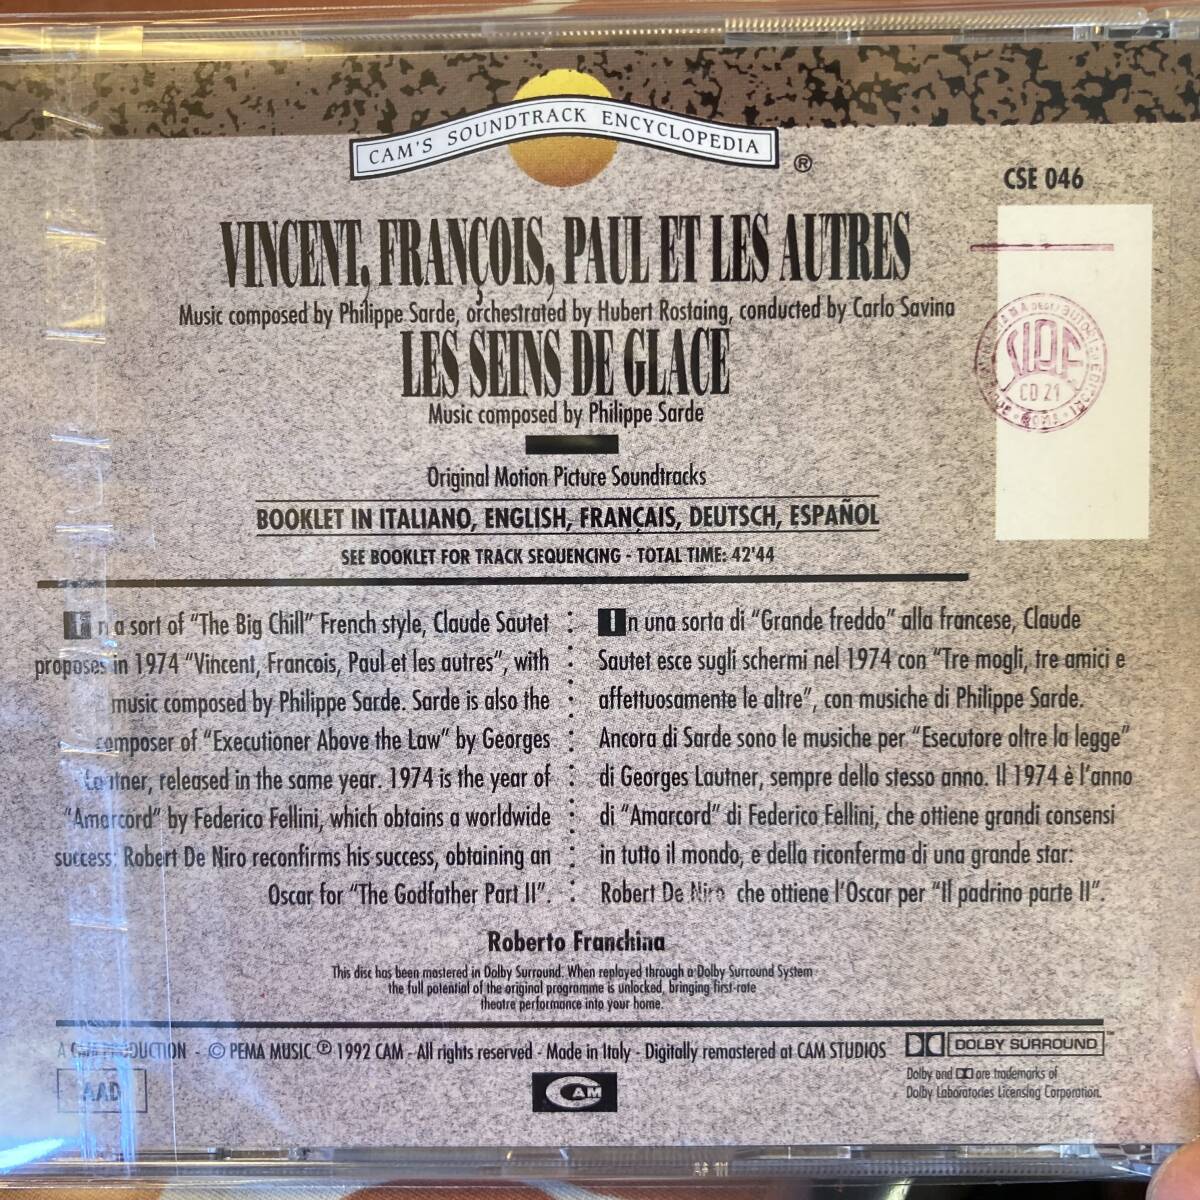 CAM'S SOUNDTRACK ENCYCLOPEDIA ®
CSE 046
VINCENT, FRANÇOIS, PAUL ET LES AUTRES
Music composed by Philippe Sarde, orchestrated by Hubert Rostaing, conducted by Carlo Savina
LES SEINS DE GLACE
Music composed by Philippe Sarde
CD 21
Original Motion Picture Soundtracks
BOOKLET IN ITALIANO, ENGLISH, FRANÇAIS, DEUTSCH, ESPAÑOL
SEE BOOKLET FOR TRACK SEQUENCING - TOTAL TIME: 42'44
In a sort of "The Big Chill" French style, Claude Sautet
proposes in 1974 "Vincent, Francois, Paul et les autres", with
music composed by Philippe Sarde. Sarde is also the
composer of "Executioner Above the Law" by Georges
Lautner, released in the same year. 1974 is the year of
"Amarcord" by Federico Fellini, which obtains a worldwide
success: Robert De Niro reconfirms his success, obtaining an
Oscar for "The Godfather Part II".
In una sorta di "Grande freddo" alla francese, Claude
Sautet esce sugli schermi nel 1974 con "Tre mogli, tre amici e
affettuosamente le altre", con musiche di Philippe Sarde.
Ancora di Sarde sono le musiche per "Esecutore oltre la legge"
di Georges Lautner, sempre dello stesso anno. Il 1974 è l'anno
di "Amarcord" di Federico Fellini, che ottiene grandi consensi
in tutto il mondo, e della riconferma di una grande star:
Robert De Niro che ottiene l'Oscar per "Il padrino parte II".
Roberto Franchina
This disc has been mastered in Dolby Surround. When replayed through a Dolby Surround System
the full potential of the original programme is unlocked, bringing first-rate
theatre performance into your home.
A CAM PRODUCTION - © PEMA MUSIC ℗ 1992 CAM - All rights reserved - Made in Italy - Digitally remastered at CAM STUDIOS
DOLBY SURROUND ™
Dolby and are trademarks of
Dolby Laboratories Licensing Corporation.
AAD
CAM